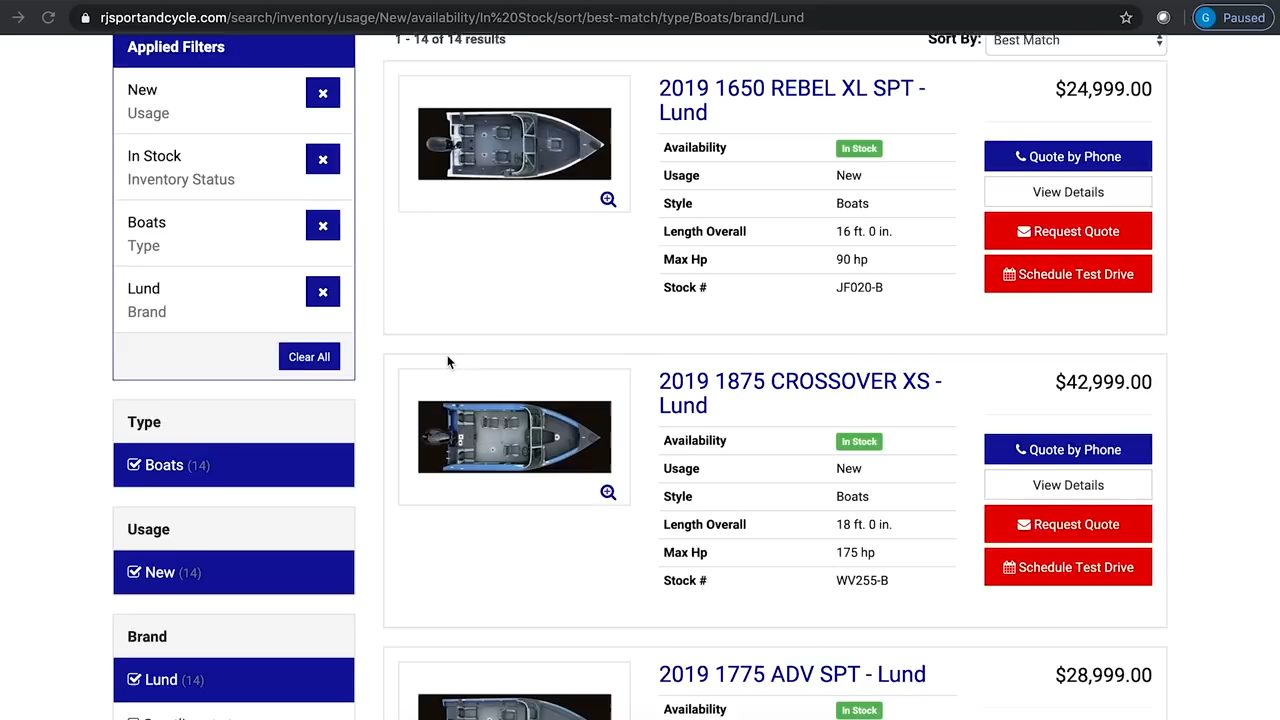 rjsportandcycle.com/search/inventory/usage/New/availability/In%20Stock/sort/best-match/type/Boats/brand/Lund
G Paused
Applied Filters
New
Usage
In Stock
Inventory Status
Boats
Type
Lund
Brand
Clear All
Type
Boats (14)
Usage
New (14)
Brand
Lund (14)
1 - 14 of 14 results
Sort By: Best Match
2019 1650 REBEL XL SPT -
Lund
$24,999.00
Availability In Stock
Usage New
Style Boats
Length Overall 16 ft. 0 in.
Max Hp 90 hp
Stock # JF020-B
Quote by Phone
View Details
Request Quote
Schedule Test Drive
2019 1875 CROSSOVER XS -
Lund
$42,999.00
Availability In Stock
Usage New
Style Boats
Length Overall 18 ft. 0 in.
Max Hp 175 hp
Stock # WV255-B
Quote by Phone
View Details
Request Quote
Schedule Test Drive
2019 1775 ADV SPT - Lund
$28,999.00
Availability In Stock